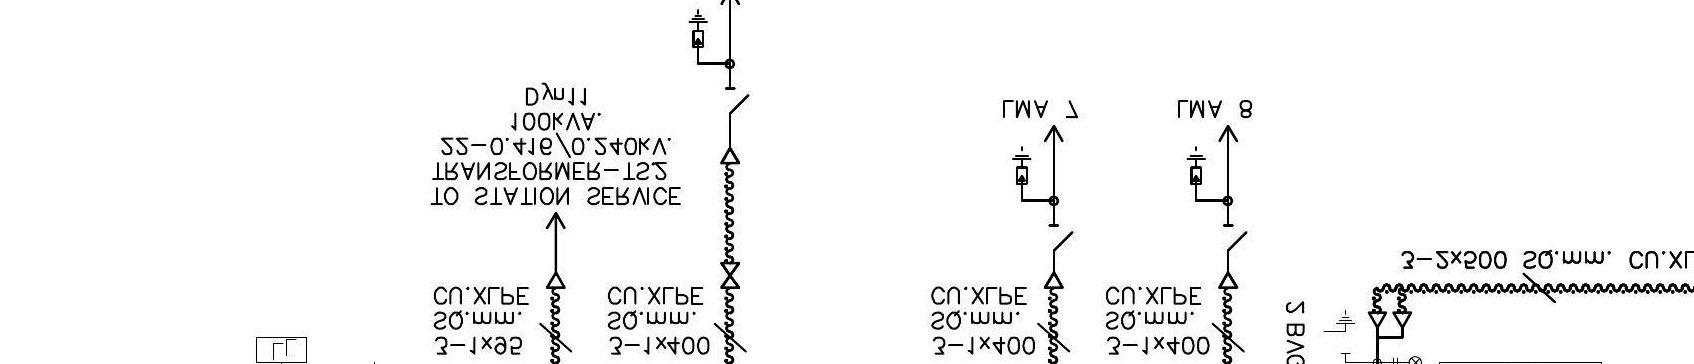 3-1x95
SQ.mm.
CU.XLPE
3-1x400
SQ.mm.
CU.XLPE
3-1x400
SQ.mm.
CU.XLPE
3-1x400
SQ.mm.
CU.XLPE
3-2x500 SQ.mm. CU.XL
TO STATION SERVICE
TRANSFORMER-TS2
22-0.416/0.240kV.
100kVA.
Dyn11
LMA 7
LMA 8